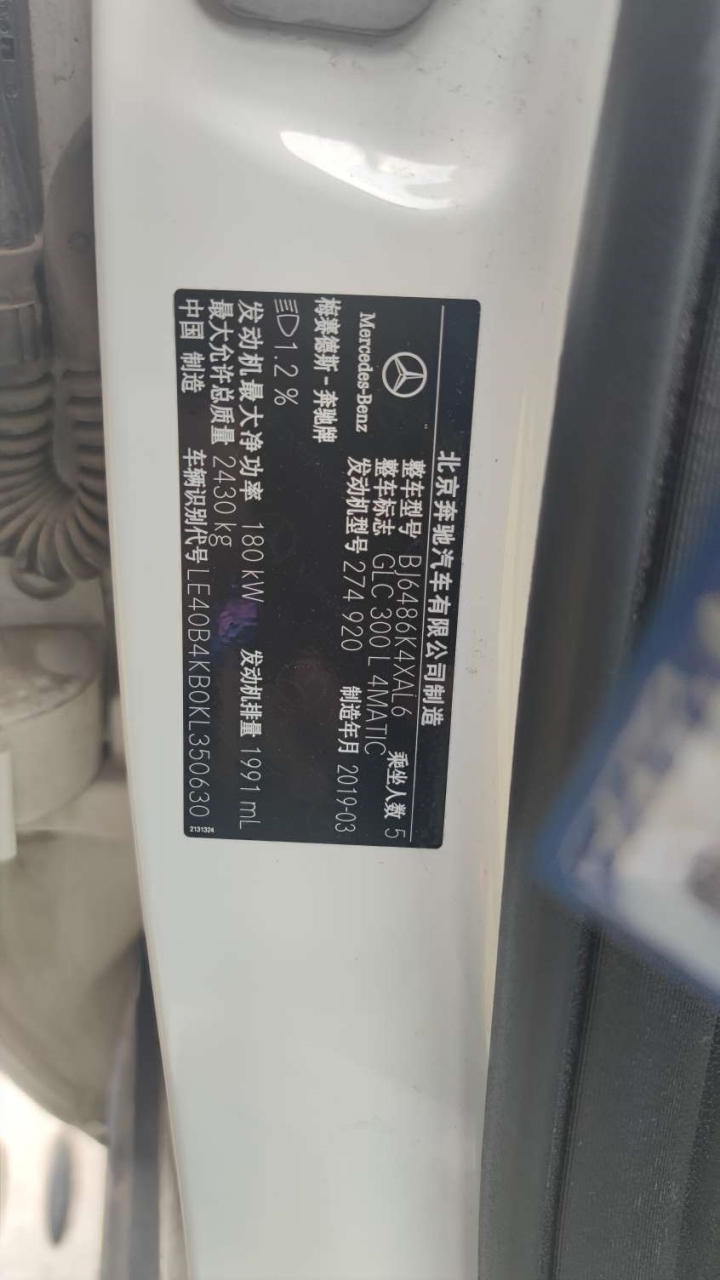 北京奔驰汽车有限公司制造
Mercedes-Benz
整车型号 BJ6486K4XAL6 乘坐人数 5
整车标志 GLC 300 L 4MATIC
梅赛德斯-奔驰牌 发动机型号 274 920 制造年月 2019-03
1.2 %
发动机最大净功率 180 kW 发动机排量 1991 mL
最大允许总质量 2430 kg
中国 制造 车辆识别代号 LE40B4KB0KL350630
2131324